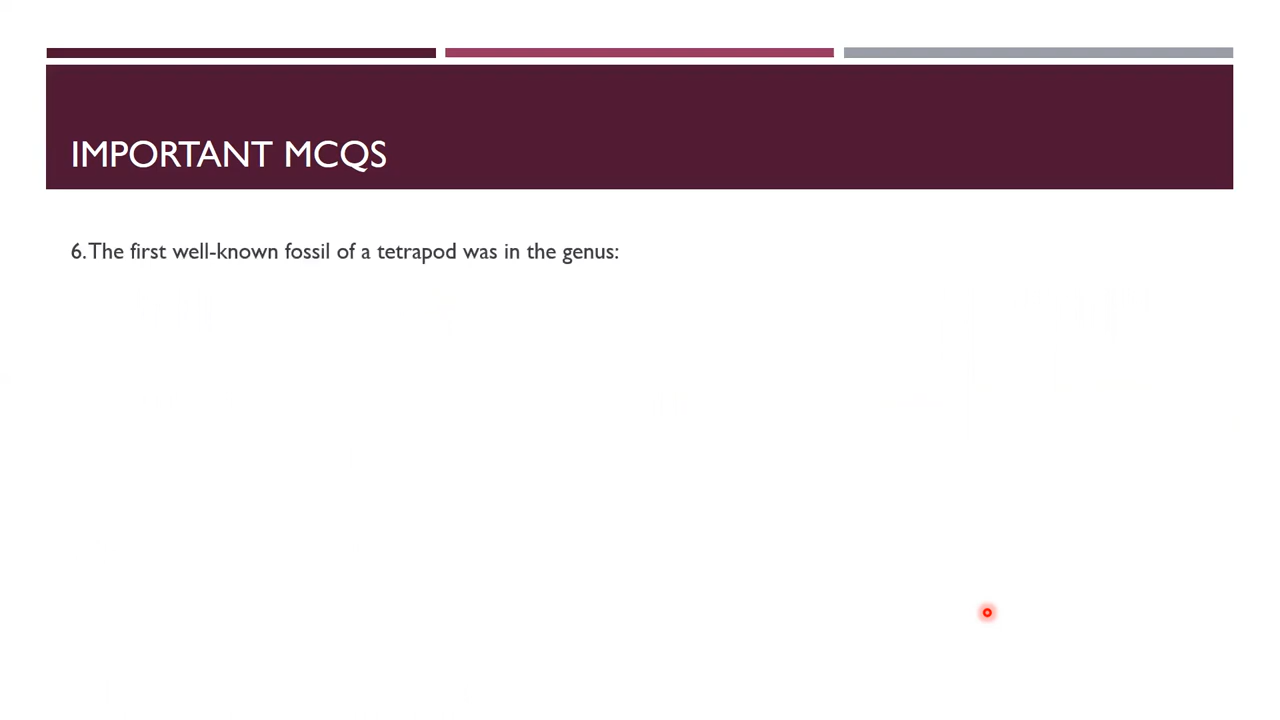 IMPORTANT MCQS
6. The first well-known fossil of a tetrapod was in the genus: